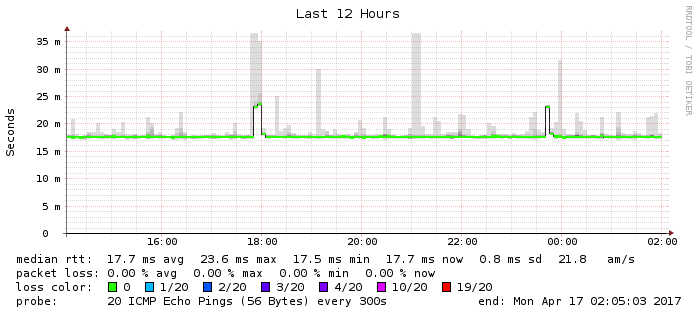 Last 12 Hours
RRDTOOL / TOBI OETIKER
Seconds
35 m
30 m
25 m
20 m
15 m
10 m
5 m
0
16:00 18:00 20:00 22:00 00:00 02:00
median rtt: 17.7 ms avg 23.6 ms max 17.5 ms min 17.7 ms now 0.8 ms sd 21.8 am/s
packet loss: 0.00 % avg 0.00 % max 0.00 % min 0.00 % now
loss color: 0 1/20 2/20 3/20 4/20 10/20 19/20
probe: 20 ICMP Echo Pings (56 Bytes) every 300s end: Mon Apr 17 02:05:03 2017